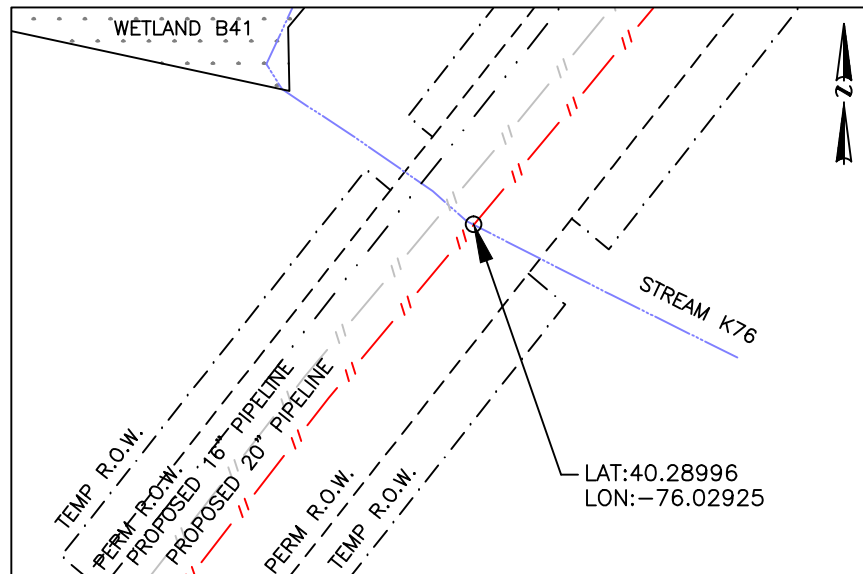 WETLAND B41
N
STREAM K76
TEMP R.O.W.
PERM R.O.W.
PROPOSED 16" PIPELINE
PROPOSED 20" PIPELINE
PERM R.O.W.
TEMP R.O.W.
LAT:40.28996
LON:-76.02925